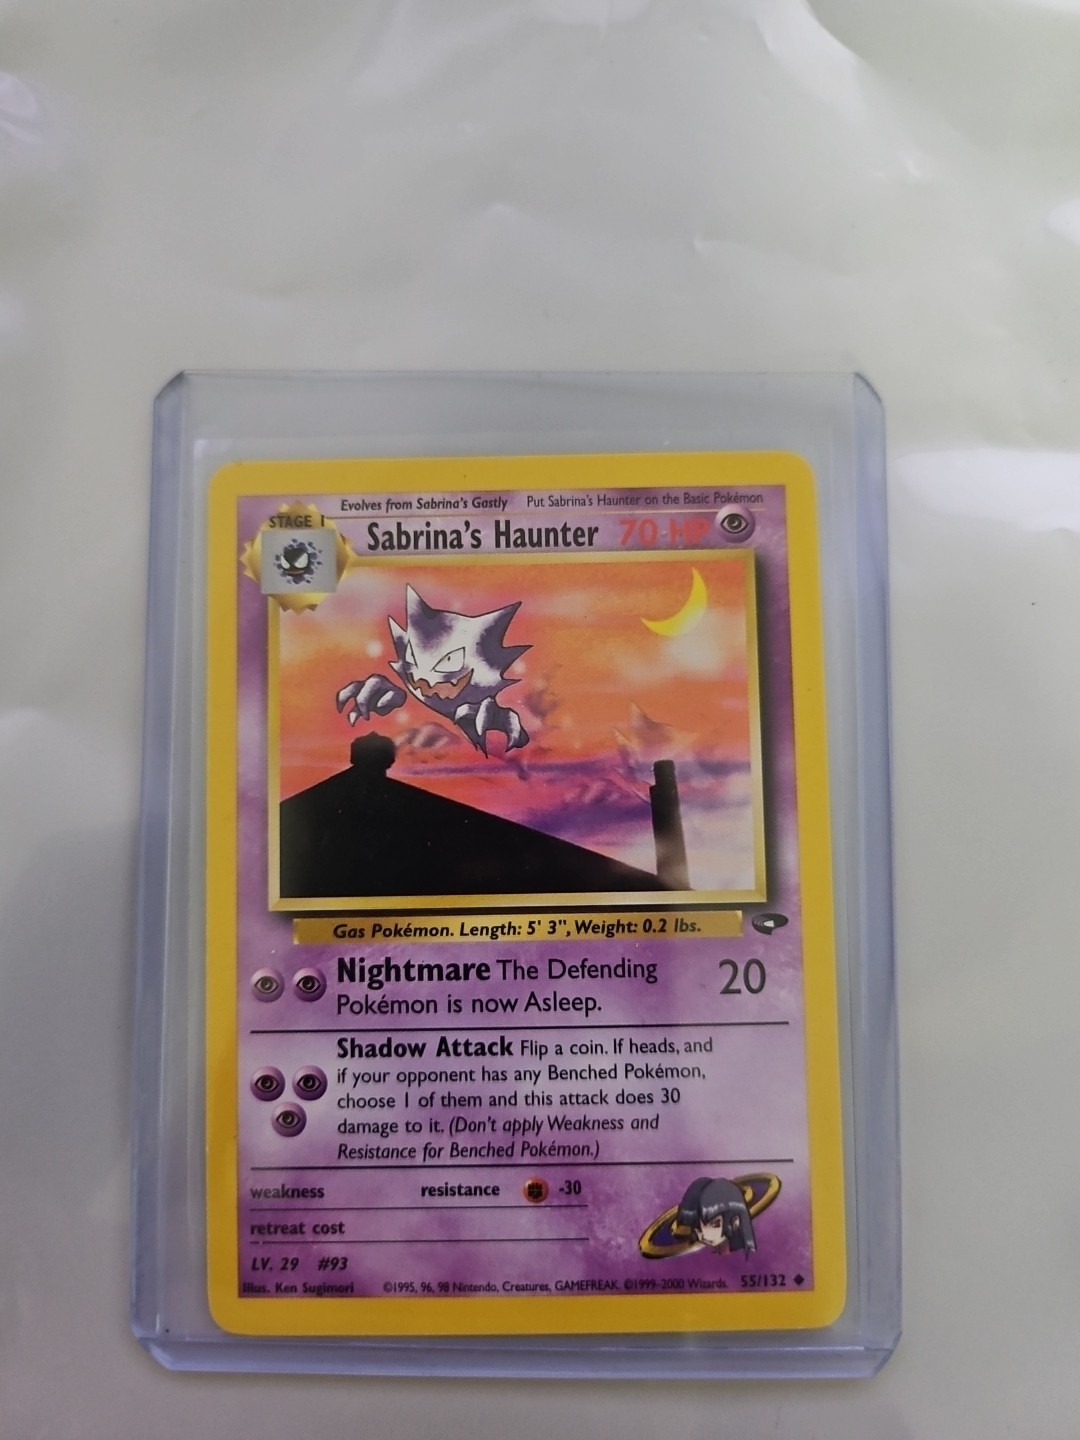 Evolves from Sabrina's Gastly Put Sabrina's Haunter on the Basic Pokémon
STAGE 1
Sabrina's Haunter 70 HP
Gas Pokémon. Length: 5' 3", Weight: 0.2 lbs.
Nightmare The Defending
Pokémon is now Asleep.
20
Shadow Attack Flip a coin. If heads, and
if your opponent has any Benched Pokémon,
choose 1 of them and this attack does 30
damage to it. (Don't apply Weakness and
Resistance for Benched Pokémon.)
weakness resistance -30
retreat cost
LV. 29 #93
Illus. Ken Sugimori ©1995, 96, 98 Nintendo, Creatures, GAMEFREAK. ©1999-2000 Wizards. 55/132